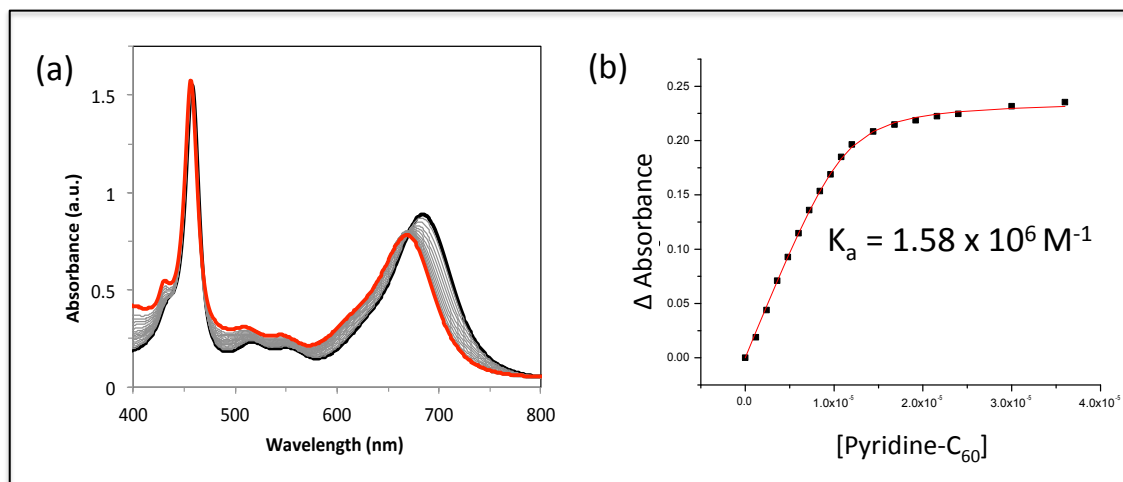 (a)
Absorbance (a.u.)
1.5
1
0.5
0
400 500 600 700 800
Wavelength (nm)
(b)
Δ Absorbance
0.25
0.20
0.15
0.10
0.05
0.00
Kₐ = 1.58 x 10⁶ M⁻¹
0.0 1.0x10⁻⁵ 2.0x10⁻⁵ 3.0x10⁻⁵ 4.0x10⁻⁵
[Pyridine-C₆₀]